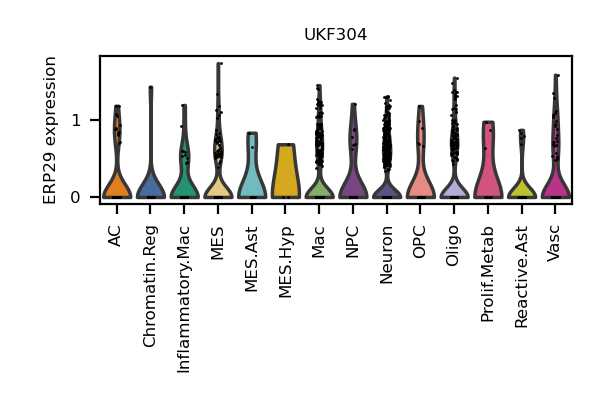 UKF304
ERP29 expression
1
0
AC
Chromatin.Reg
Inflammatory.Mac
MES
MES.Ast
MES.Hyp
Mac
NPC
Neuron
OPC
Oligo
Prolif.Metab
Reactive.Ast
Vasc